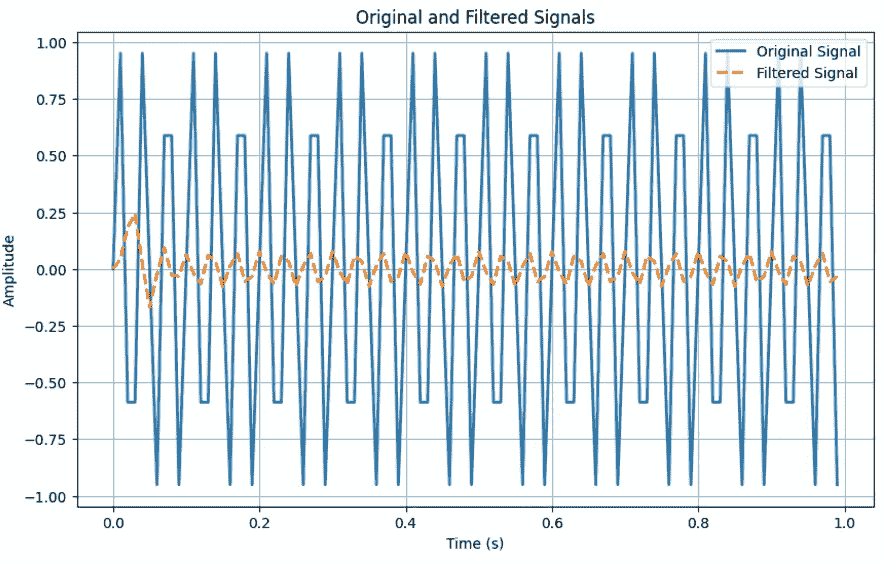 Original and Filtered Signals
Original Signal
Filtered Signal
1.00
0.75
0.50
0.25
0.00
−0.25
−0.50
−0.75
−1.00
Amplitude
0.0 0.2 0.4 0.6 0.8 1.0
Time (s)